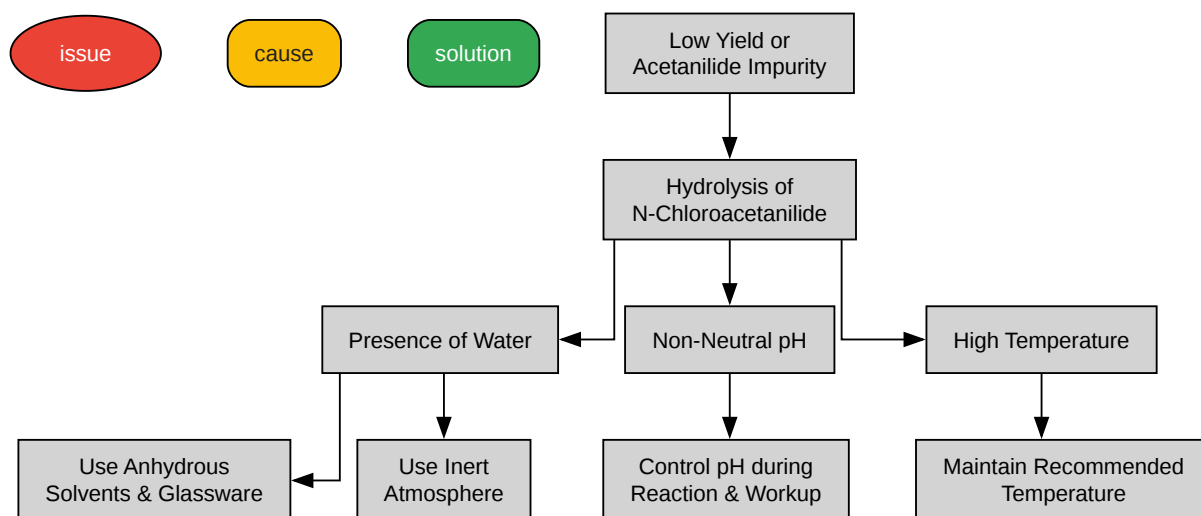 issue
cause
solution
Low Yield or
Acetanilide Impurity
Hydrolysis of
N-Chloroacetanilide
Presence of Water
Non-Neutral pH
High Temperature
Use Anhydrous
Solvents & Glassware
Use Inert
Atmosphere
Control pH during
Reaction & Workup
Maintain Recommended
Temperature